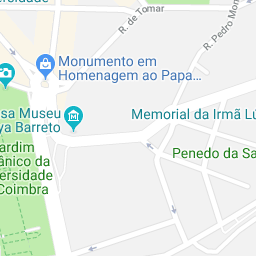 ersidade
R. de Tomar
R. Pedro Mon
Monumento em
Homenagem ao Papa...
sa Museu
ya Barreto
Memorial da Irmã Lú
Penedo da Sa
ardim
ânico da
ersidade
Coimbra